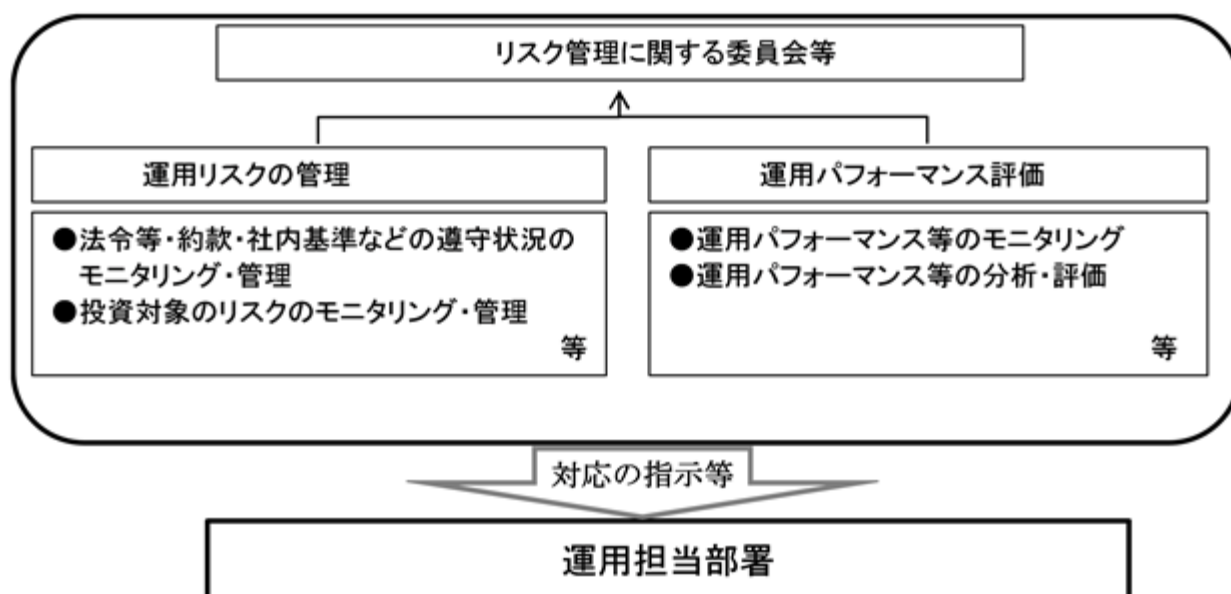 リスク管理に関する委員会等
運用リスクの管理
●法令等・約款・社内基準などの遵守状況の
モニタリング・管理
●投資対象のリスクのモニタリング・管理
等
運用パフォーマンス評価
●運用パフォーマンス等のモニタリング
●運用パフォーマンス等の分析・評価
等
対応の指示等
運用担当部署